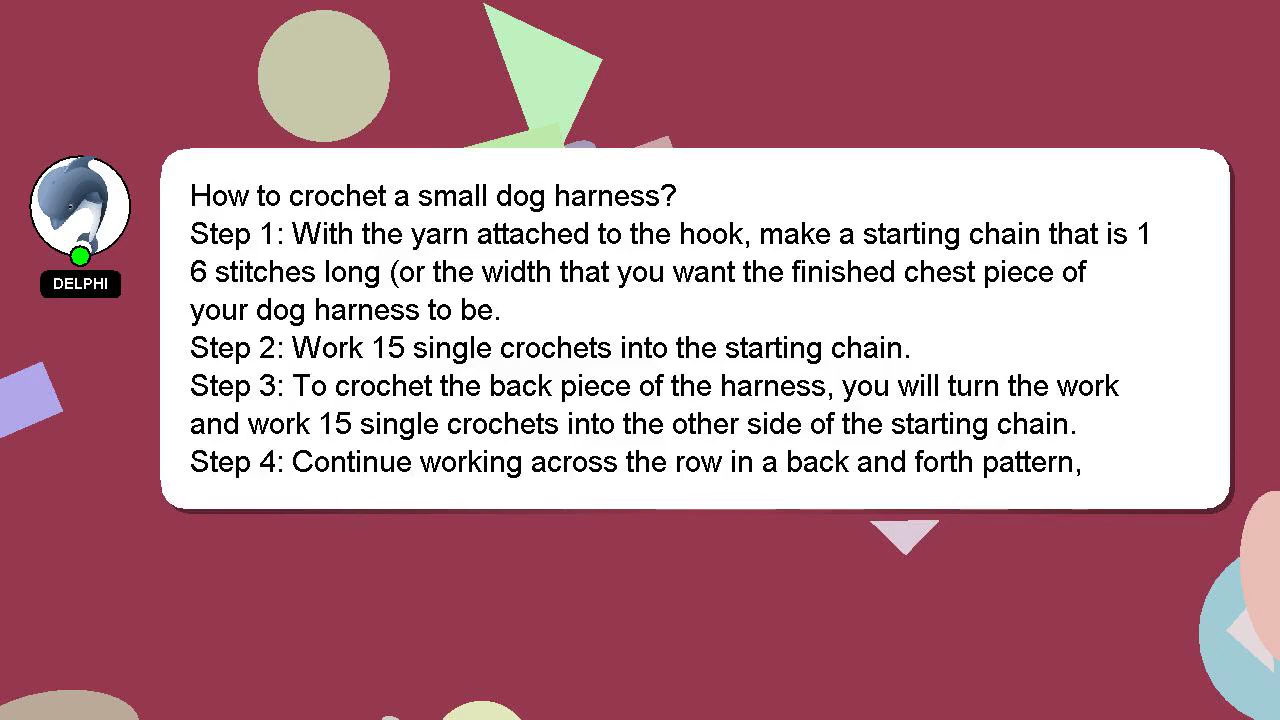 DELPHI
How to crochet a small dog harness?
Step 1: With the yarn attached to the hook, make a starting chain that is 1
6 stitches long (or the width that you want the finished chest piece of
your dog harness to be.
Step 2: Work 15 single crochets into the starting chain.
Step 3: To crochet the back piece of the harness, you will turn the work
and work 15 single crochets into the other side of the starting chain.
Step 4: Continue working across the row in a back and forth pattern,